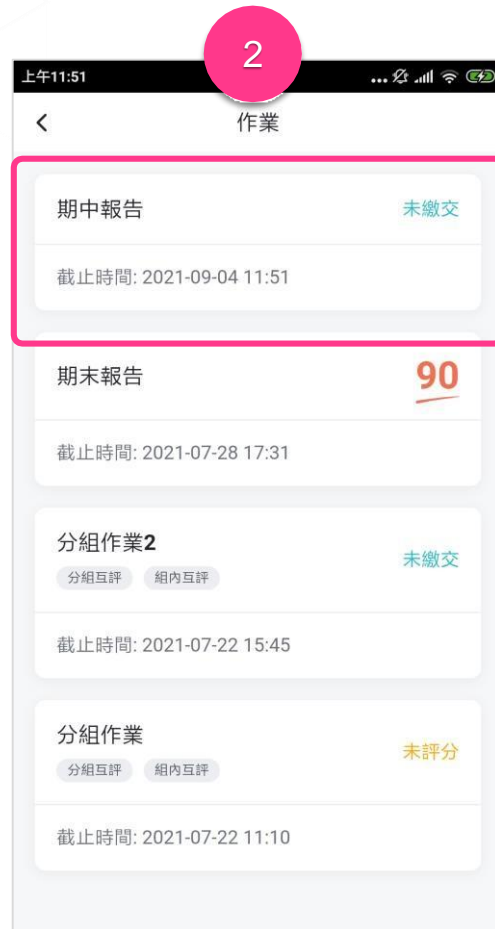 2
上午11:51
...
作業
期中報告 未繳交
截止時間: 2021-09-04 11:51
期末報告 90
截止時間: 2021-07-28 17:31
分組作業2
分組互評 組內互評 未繳交
截止時間: 2021-07-22 15:45
分組作業
分組互評 組內互評 未評分
截止時間: 2021-07-22 11:10